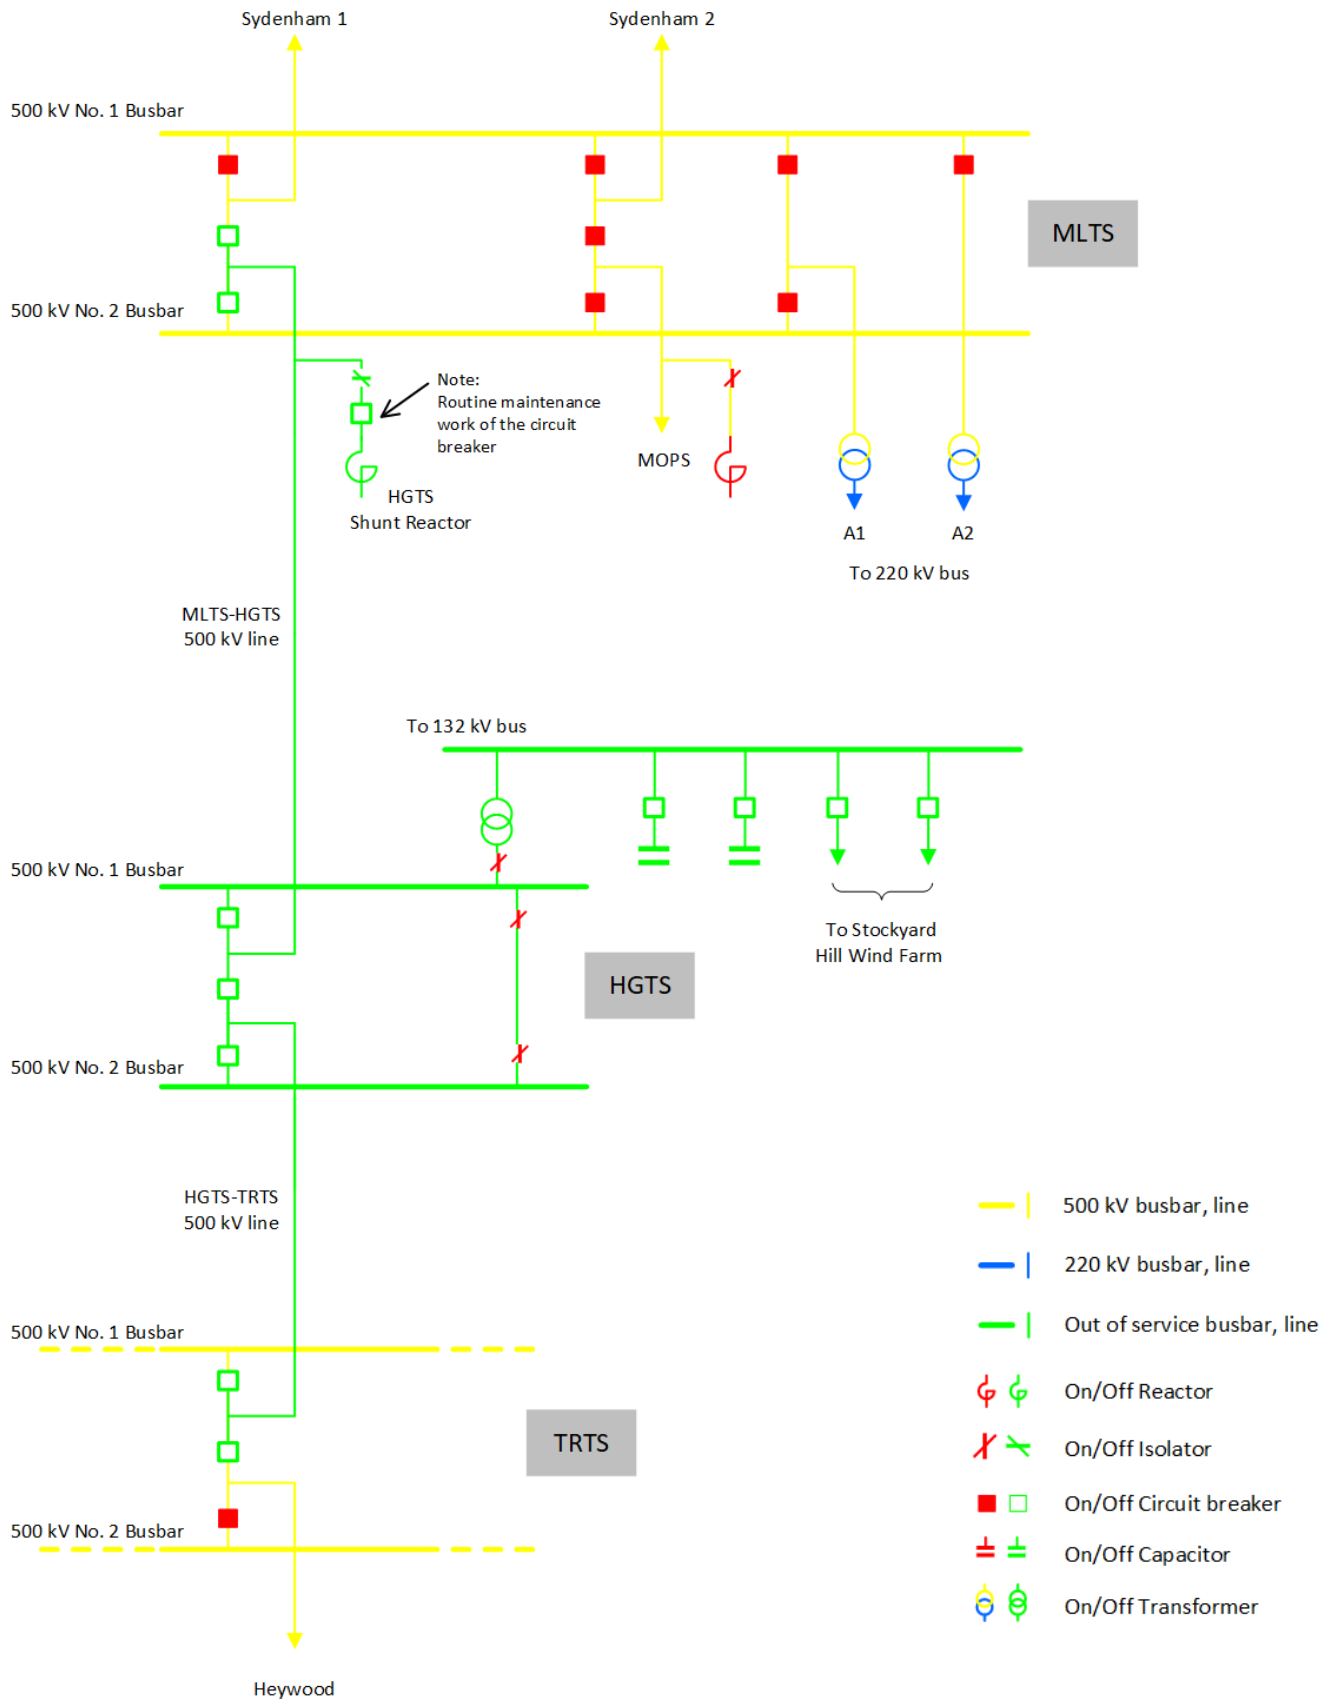 Sydenham 1
Sydenham 2
500 kV No. 1 Busbar
MLTS
500 kV No. 2 Busbar
Note:
Routine maintenance
work of the circuit
breaker
MOPS
HGTS
Shunt Reactor
A1
A2
To 220 kV bus
MLTS-HGTS
500 kV line
To 132 kV bus
500 kV No. 1 Busbar
To Stockyard
Hill Wind Farm
HGTS
500 kV No. 2 Busbar
HGTS-TRTS
500 kV line
500 kV No. 1 Busbar
TRTS
500 kV No. 2 Busbar
Heywood
500 kV busbar, line
220 kV busbar, line
Out of service busbar, line
On/Off Reactor
On/Off Isolator
On/Off Circuit breaker
On/Off Capacitor
On/Off Transformer